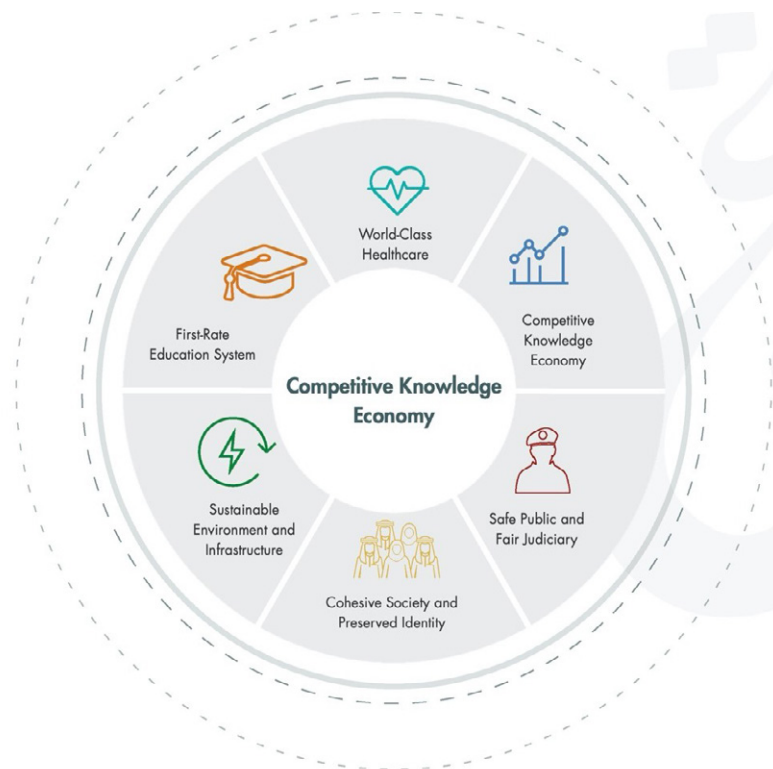 World-Class
Healthcare
Competitive
Knowledge
Economy
First-Rate
Education System
Competitive Knowledge
Economy
Sustainable
Environment and
Infrastructure
Safe Public and
Fair Judiciary
Cohesive Society and
Preserved Identity